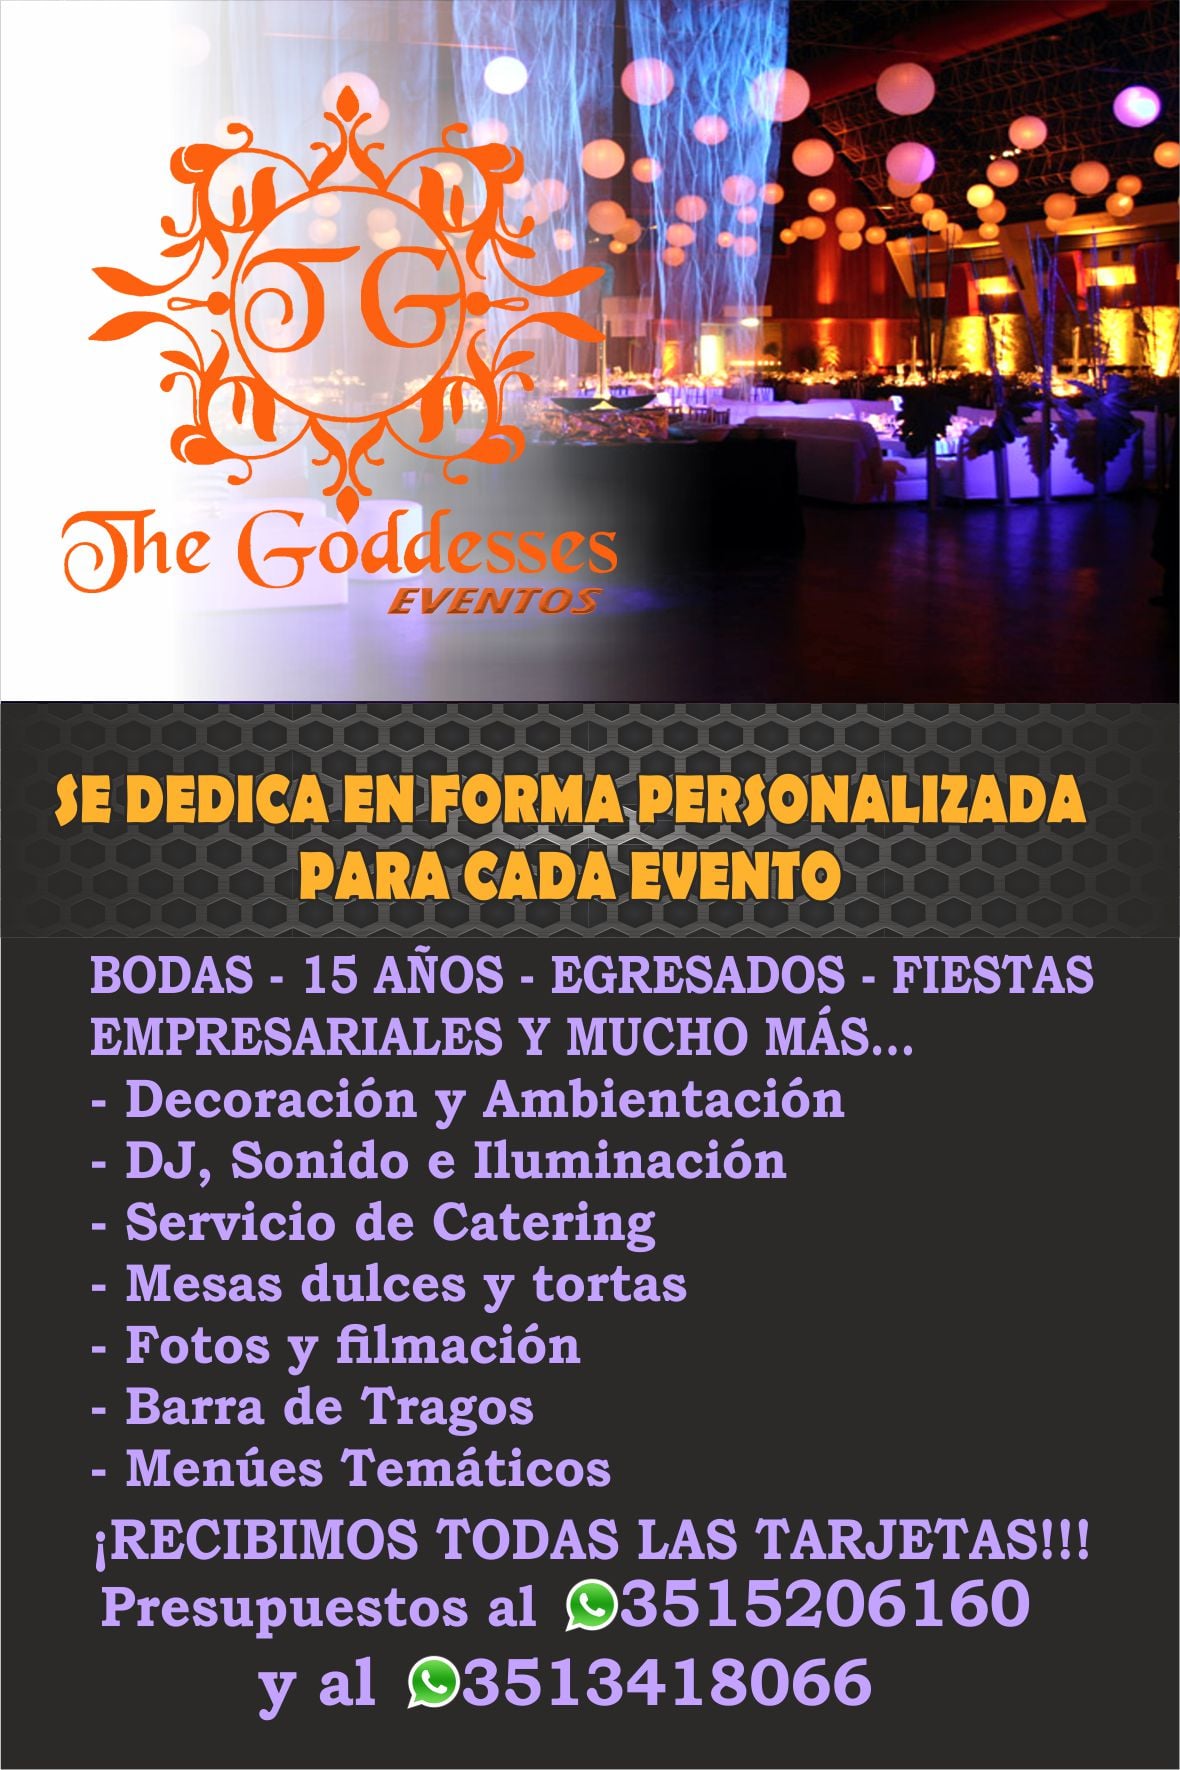 TG
The Goddesses
EVENTOS
SE DEDICA EN FORMA PERSONALIZADA
PARA CADA EVENTO
BODAS - 15 AÑOS - EGRESADOS - FIESTAS
EMPRESARIALES Y MUCHO MÁS...
- Decoración y Ambientación
- DJ, Sonido e Iluminación
- Servicio de Catering
- Mesas dulces y tortas
- Fotos y filmación
- Barra de Tragos
- Menúes Temáticos
¡RECIBIMOS TODAS LAS TARJETAS!!!
Presupuestos al 3515206160
y al 3513418066